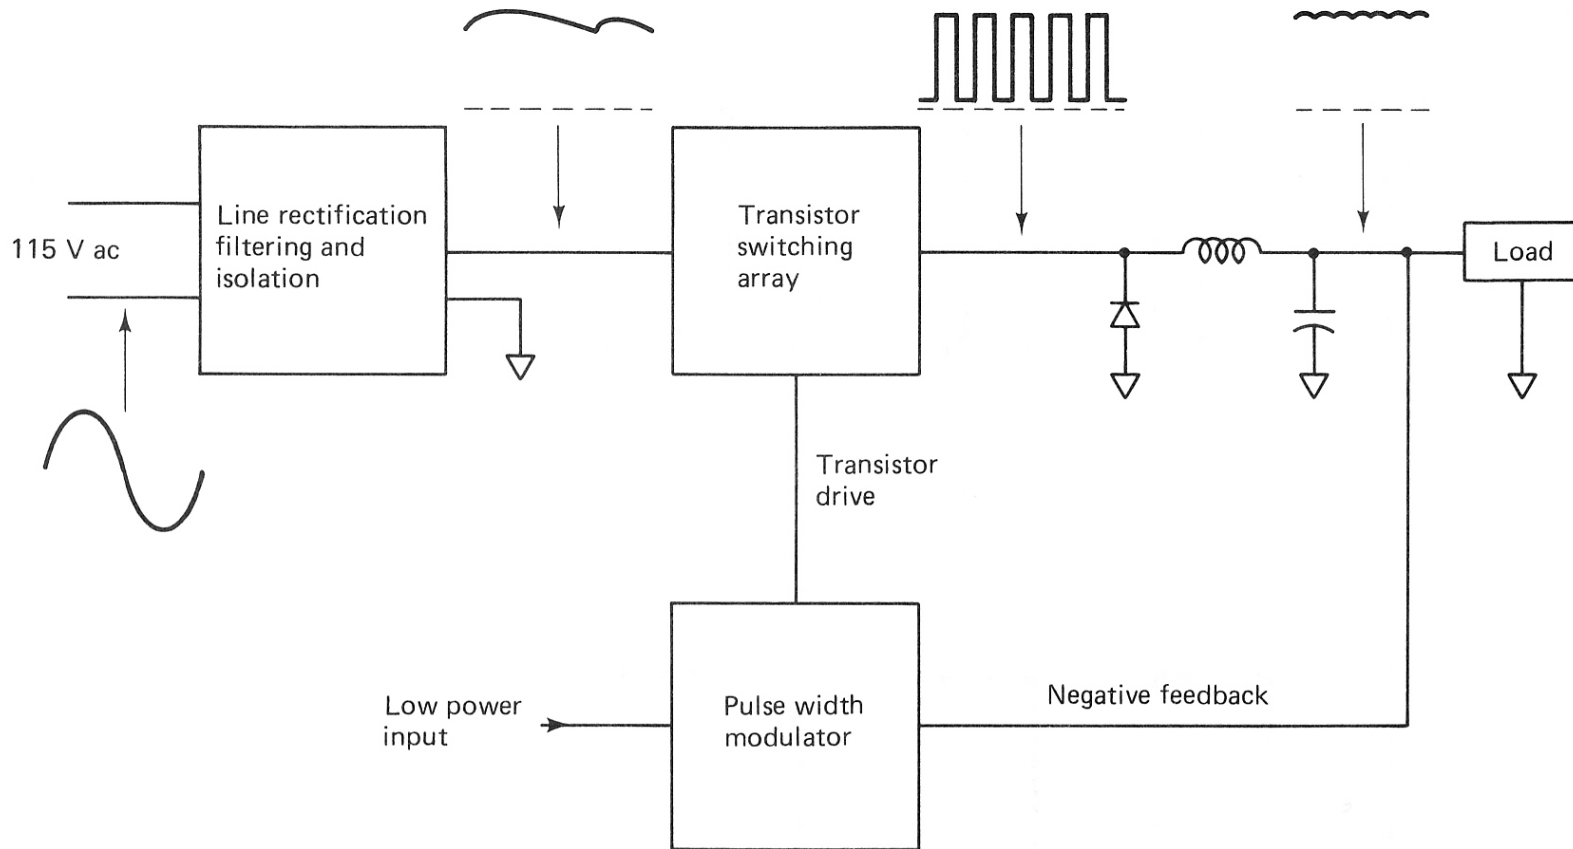 115 V ac
Line rectification
filtering and
isolation
Transistor
switching
array
Load
Transistor
drive
Low power
input
Pulse width
modulator
Negative feedback